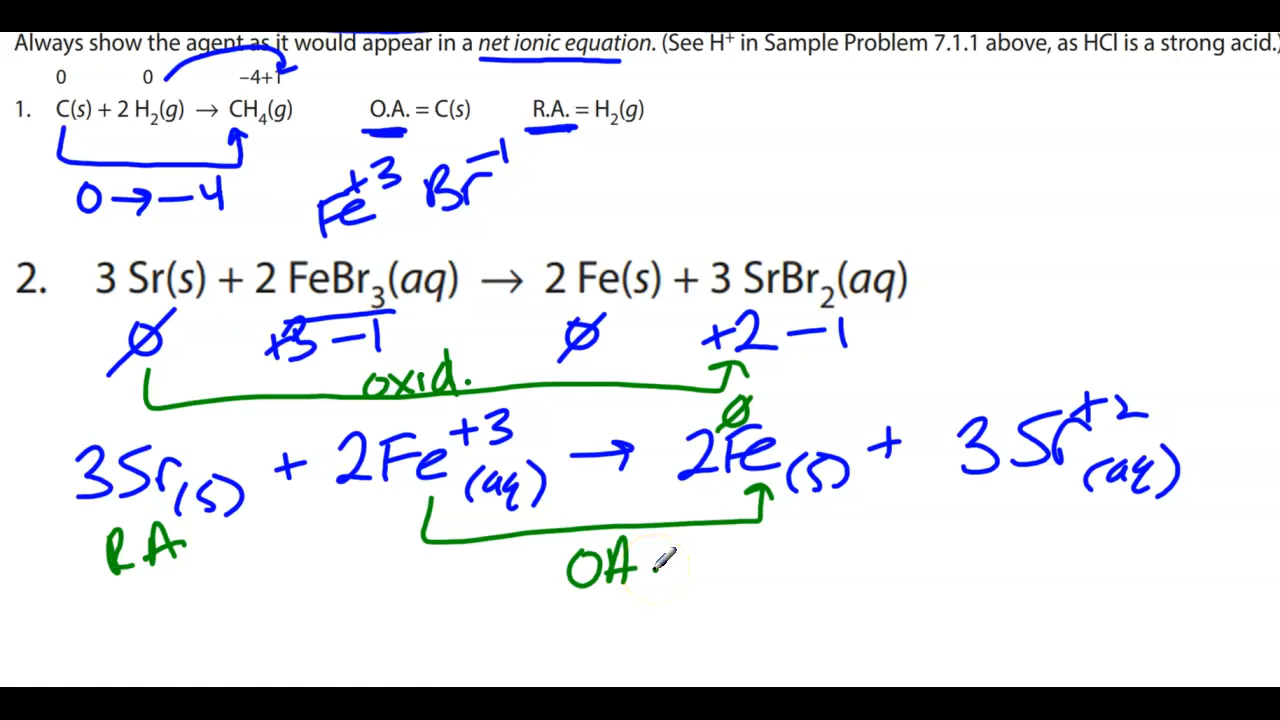 Always show the agent as it would appear in a net ionic equation. (See H⁺ in Sample Problem 7.1.1 above, as HCl is a strong acid.)
0 0 –4+1
1. C(s) + 2 H₂(g) → CH₄(g) O.A. = C(s) R.A. = H₂(g)
0 → –4 Fe⁺³ Br⁻¹
2. 3 Sr(s) + 2 FeBr₃(aq) → 2 Fe(s) + 3 SrBr₂(aq)
0 +3 –1 0 +2 –1
oxid.
0
3Sr(s) + 2Fe⁺³(aq) → 2Fe(s) + 3Sr⁺²(aq)
RA OA